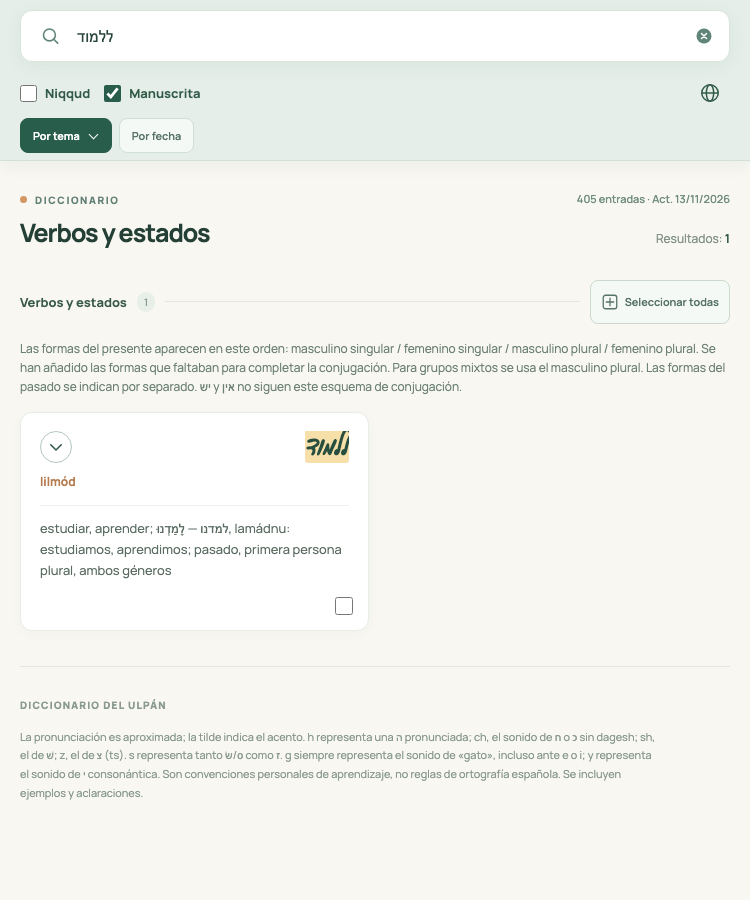 ללמוד
Niqqud Manuscrita
Por tema Por fecha
DICCIONARIO
405 entradas · Act. 13/11/2026
Verbos y estados
Resultados: 1
Verbos y estados 1
Seleccionar todas
Las formas del presente aparecen en este orden: masculino singular / femenino singular / masculino plural / femenino plural. Se
han añadido las formas que faltaban para completar la conjugación. Para grupos mixtos se usa el masculino plural. Las formas del
pasado se indican por separado. יש y אין no siguen este esquema de conjugación.
ללמוד
lilmód
estudiar, aprender; למדנו — לָמַדְנוּ, lamádnu:
estudiamos, aprendimos; pasado, primera persona
plural, ambos géneros
DICCIONARIO DEL ULPÁN
La pronunciación es aproximada; la tilde indica el acento. h representa una ה pronunciada; ch, el sonido de ח o כ sin dagesh; sh,
el de שׁ; z, el de צ (ts). s representa tanto שׂ/ס como ז. g siempre representa el sonido de «gato», incluso ante e o i; y representa
el sonido de י consonántica. Son convenciones personales de aprendizaje, no reglas de ortografía española. Se incluyen
ejemplos y aclaraciones.